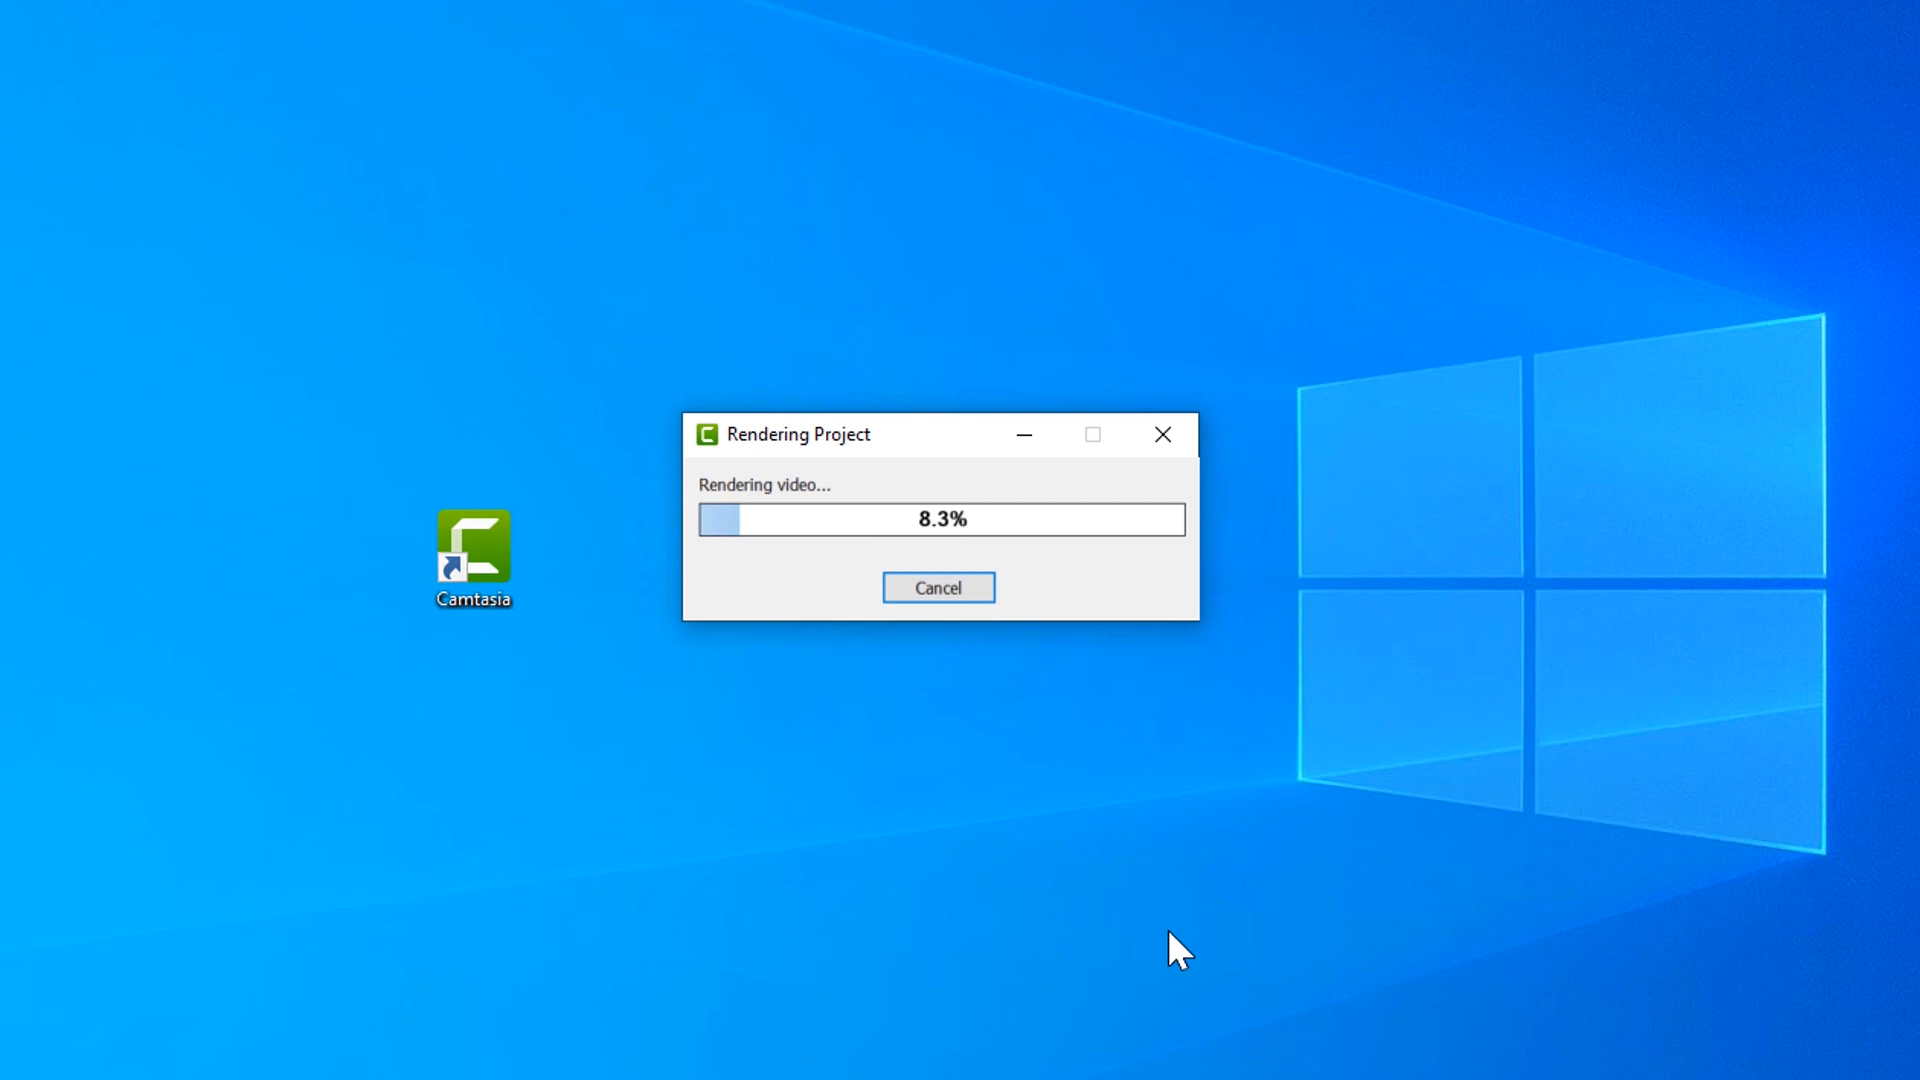 Rendering Project
Rendering video...
8.3%
Cancel
Camtasia